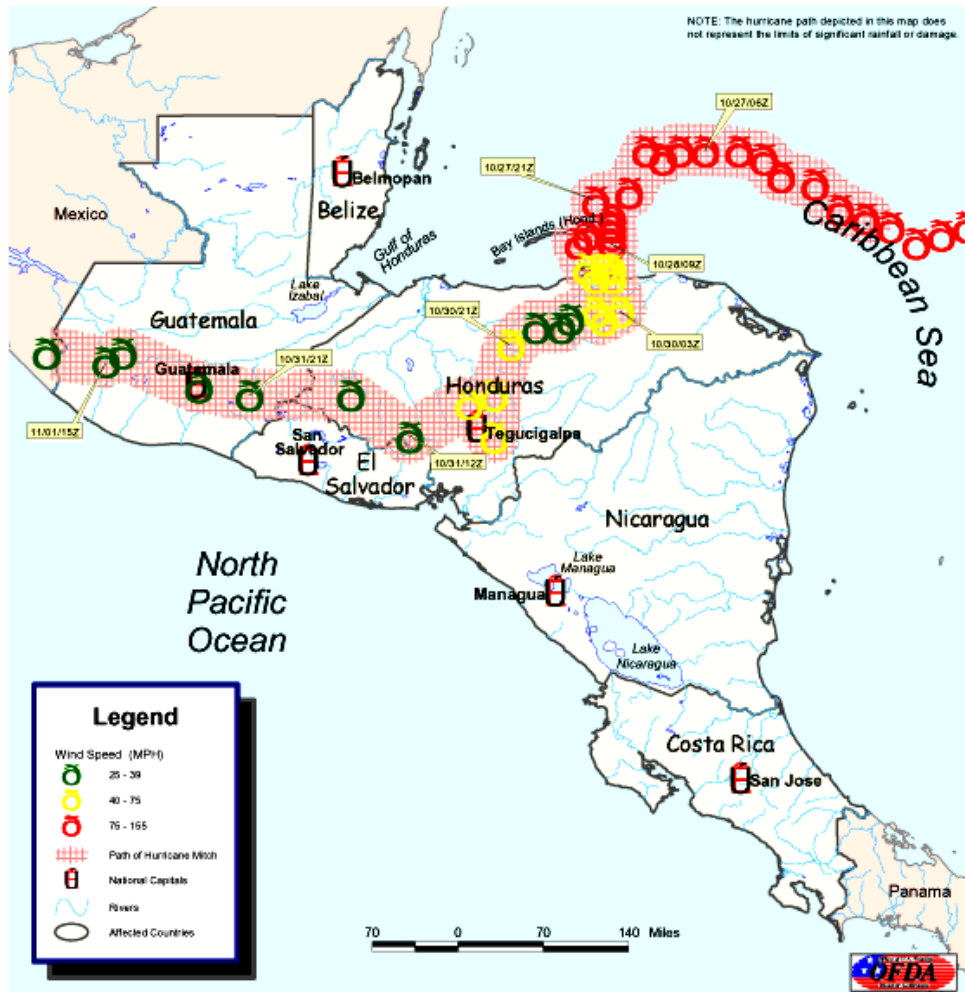 NOTE: The hurricane path depicted in this map does
not represent the limits of significant rainfall or damage.
10/27/06Z
10/27/21Z
Belmopan
Mexico
Belize
Gulf of
Honduras
Bay Islands (Hond.)
Caribbean Sea
10/28/09Z
Lake
Izabal
Guatemala
10/30/21Z
10/30/03Z
10/31/21Z
Guatemala
Honduras
11/01/15Z
San
Salvador
Tegucigalpa
El
Salvador
10/31/12Z
Nicaragua
North
Pacific
Ocean
Lake
Managua
Managua
Lake
Nicaragua
Legend
Wind Speed (MPH)
25 - 39
40 - 75
75 - 155
Path of Hurricane Mitch
National Capitals
Rivers
Affected Countries
Costa Rica
San Jose
Panama
70 0 70 140 Miles
OFDA